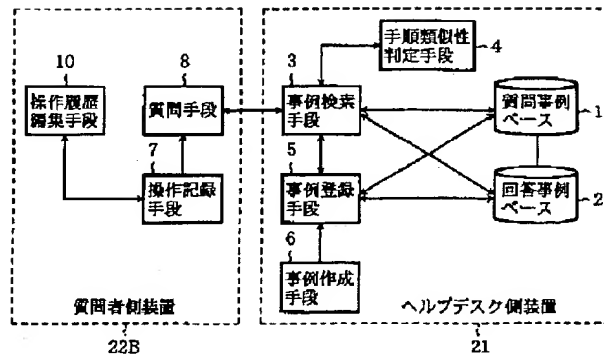 手順類似性
判定手段
4
10
操作履歴
編集手段
8
質問手段
3
事例検索
手段
質問事例
ベース
1
7
操作記録
手段
5
事例登録
手段
回答事例
ベース
2
6
事例作成
手段
質問者側装置
ヘルプデスク側装置
22B
21